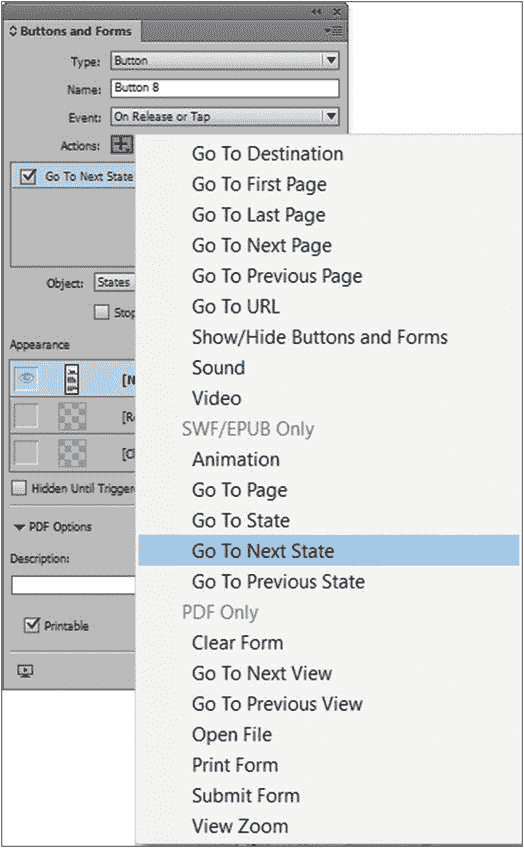 Buttons and Forms
Type: Button
Name: Button 8
Event: On Release or Tap
Actions:
Go To Destination
Go To First Page
Go To Last Page
Go To Next Page
Go To Previous Page
Go To URL
Show/Hide Buttons and Forms
Sound
Video
SWF/EPUB Only
Animation
Go To Page
Go To State
Go To Next State
Go To Previous State
PDF Only
Clear Form
Go To Next View
Go To Previous View
Open File
Print Form
Submit Form
View Zoom
Go To Next State
Object: States
Stop
Appearance
[N
[R
[C
Hidden Until Trigger
PDF Options
Description:
Printable